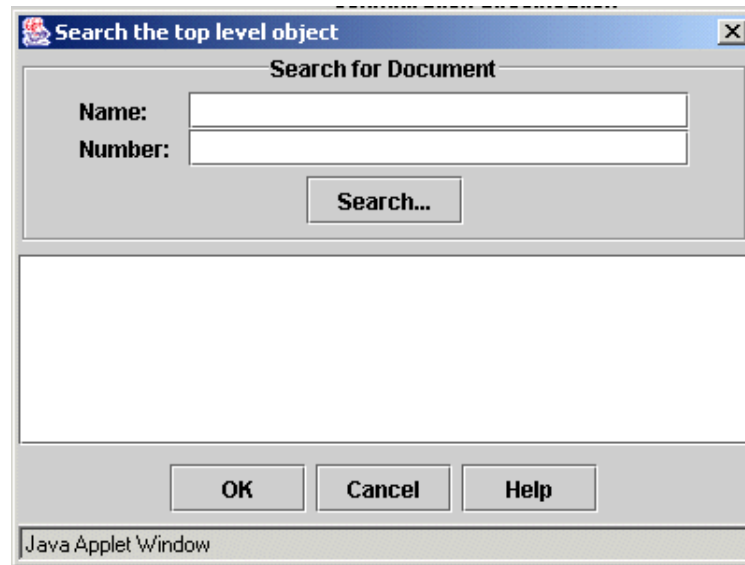 Search the top level object
Search for Document
Name:
Number:
Search...
OK Cancel Help
Java Applet Window